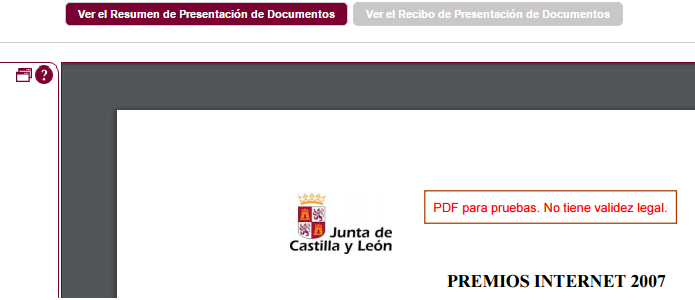 Ver el Resumen de Presentación de Documentos
Ver el Recibo de Presentación de Documentos
?
PDF para pruebas. No tiene validez legal.
Junta de
Castilla y León
PREMIOS INTERNET 2007